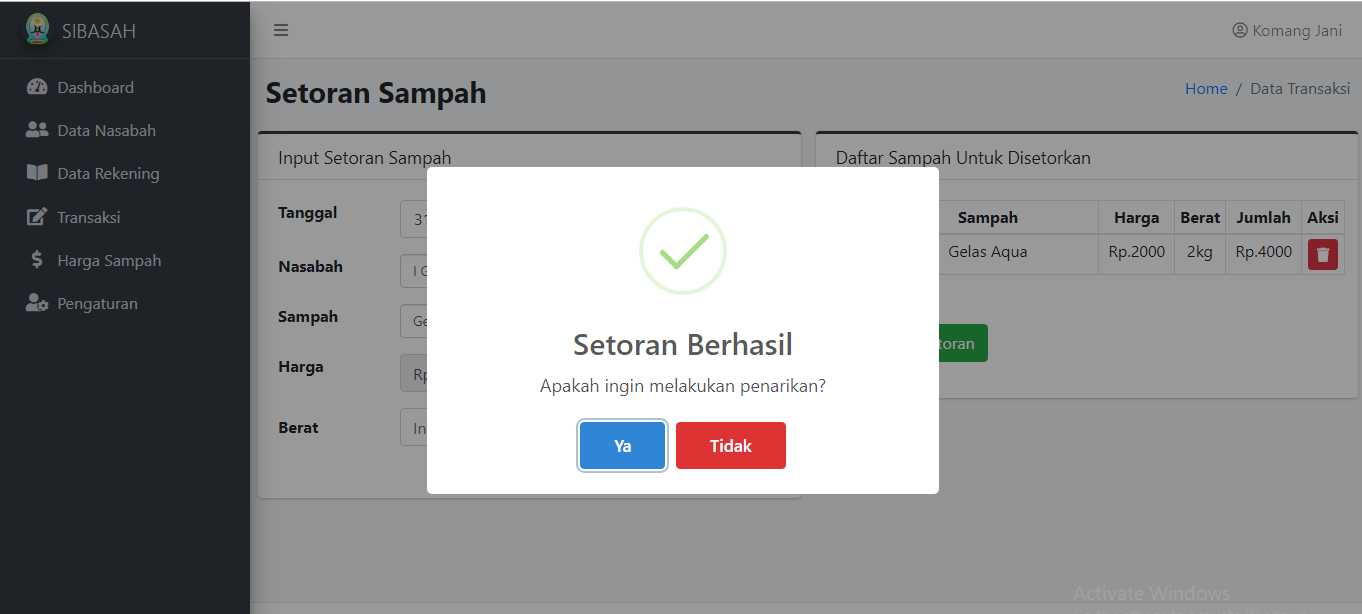 SIBASAH
Komang Jani
Dashboard
Data Nasabah
Data Rekening
Transaksi
Harga Sampah
Pengaturan
Setoran Sampah
Home / Data Transaksi
Input Setoran Sampah
Tanggal
31
Nasabah
I G
Sampah
Ge
Harga
Rp
Berat
In
Daftar Sampah Untuk Disetorkan
Sampah Harga Berat Jumlah Aksi
Gelas Aqua Rp.2000 2kg Rp.4000
toran
Setoran Berhasil
Apakah ingin melakukan penarikan?
Ya Tidak
Activate Windows